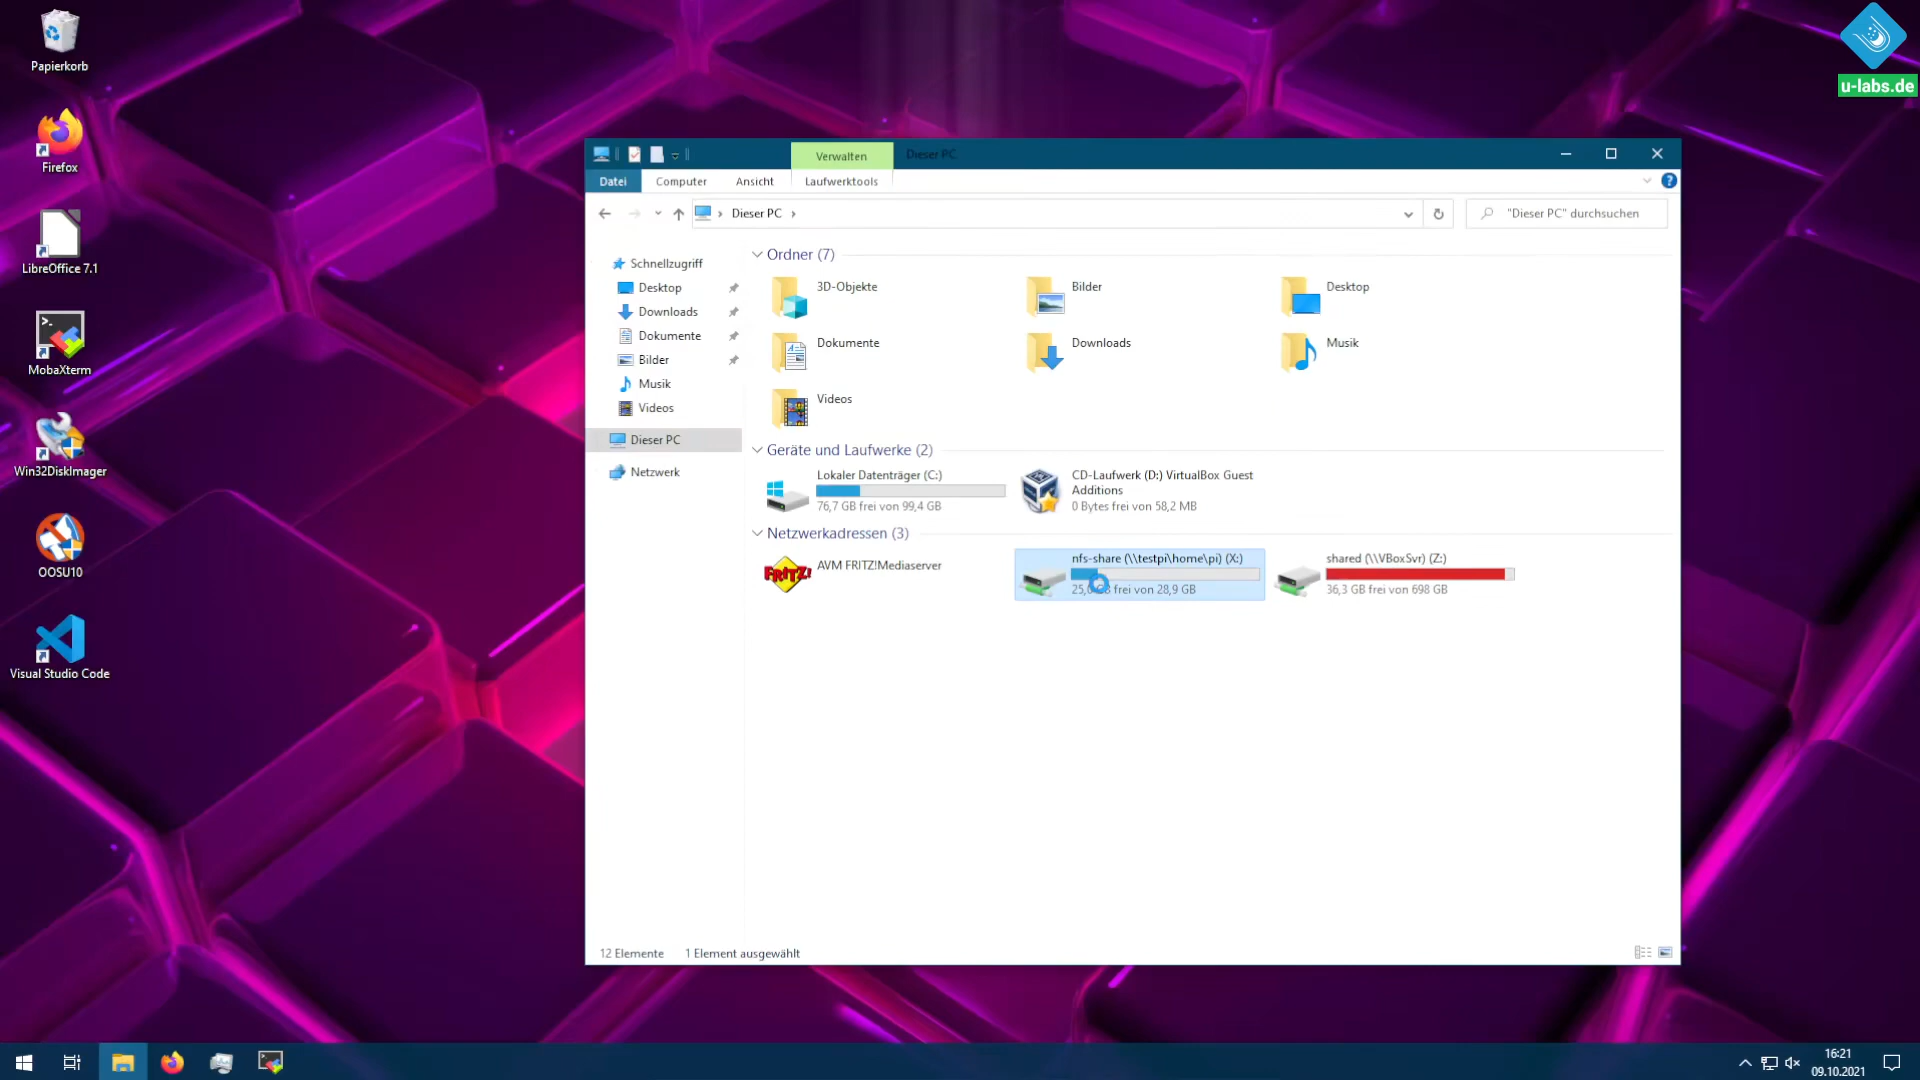 Papierkorb
Firefox
LibreOffice 7.1
MobaXterm
Win32DiskImager
OOSU10
Visual Studio Code
u-labs.de
Verwalten
Dieser PC
Datei
Computer
Ansicht
Laufwerktools
Dieser PC
"Dieser PC" durchsuchen
Schnellzugriff
Desktop
Downloads
Dokumente
Bilder
Musik
Videos
Dieser PC
Netzwerk
Ordner (7)
3D-Objekte
Bilder
Desktop
Dokumente
Downloads
Musik
Videos
Geräte und Laufwerke (2)
Lokaler Datenträger (C:)
76,7 GB frei von 99,4 GB
CD-Laufwerk (D:) VirtualBox Guest
Additions
0 Bytes frei von 58,2 MB
Netzwerkadressen (3)
FRITZ!
AVM FRITZ!Mediaserver
nfs-share (\\testpi\home\pi) (X:)
frei von 28,9 GB
shared (\\VBoxSvr) (Z:)
36,3 GB frei von 698 GB
12 Elemente
1 Element ausgewählt
16:21
09.10.2021